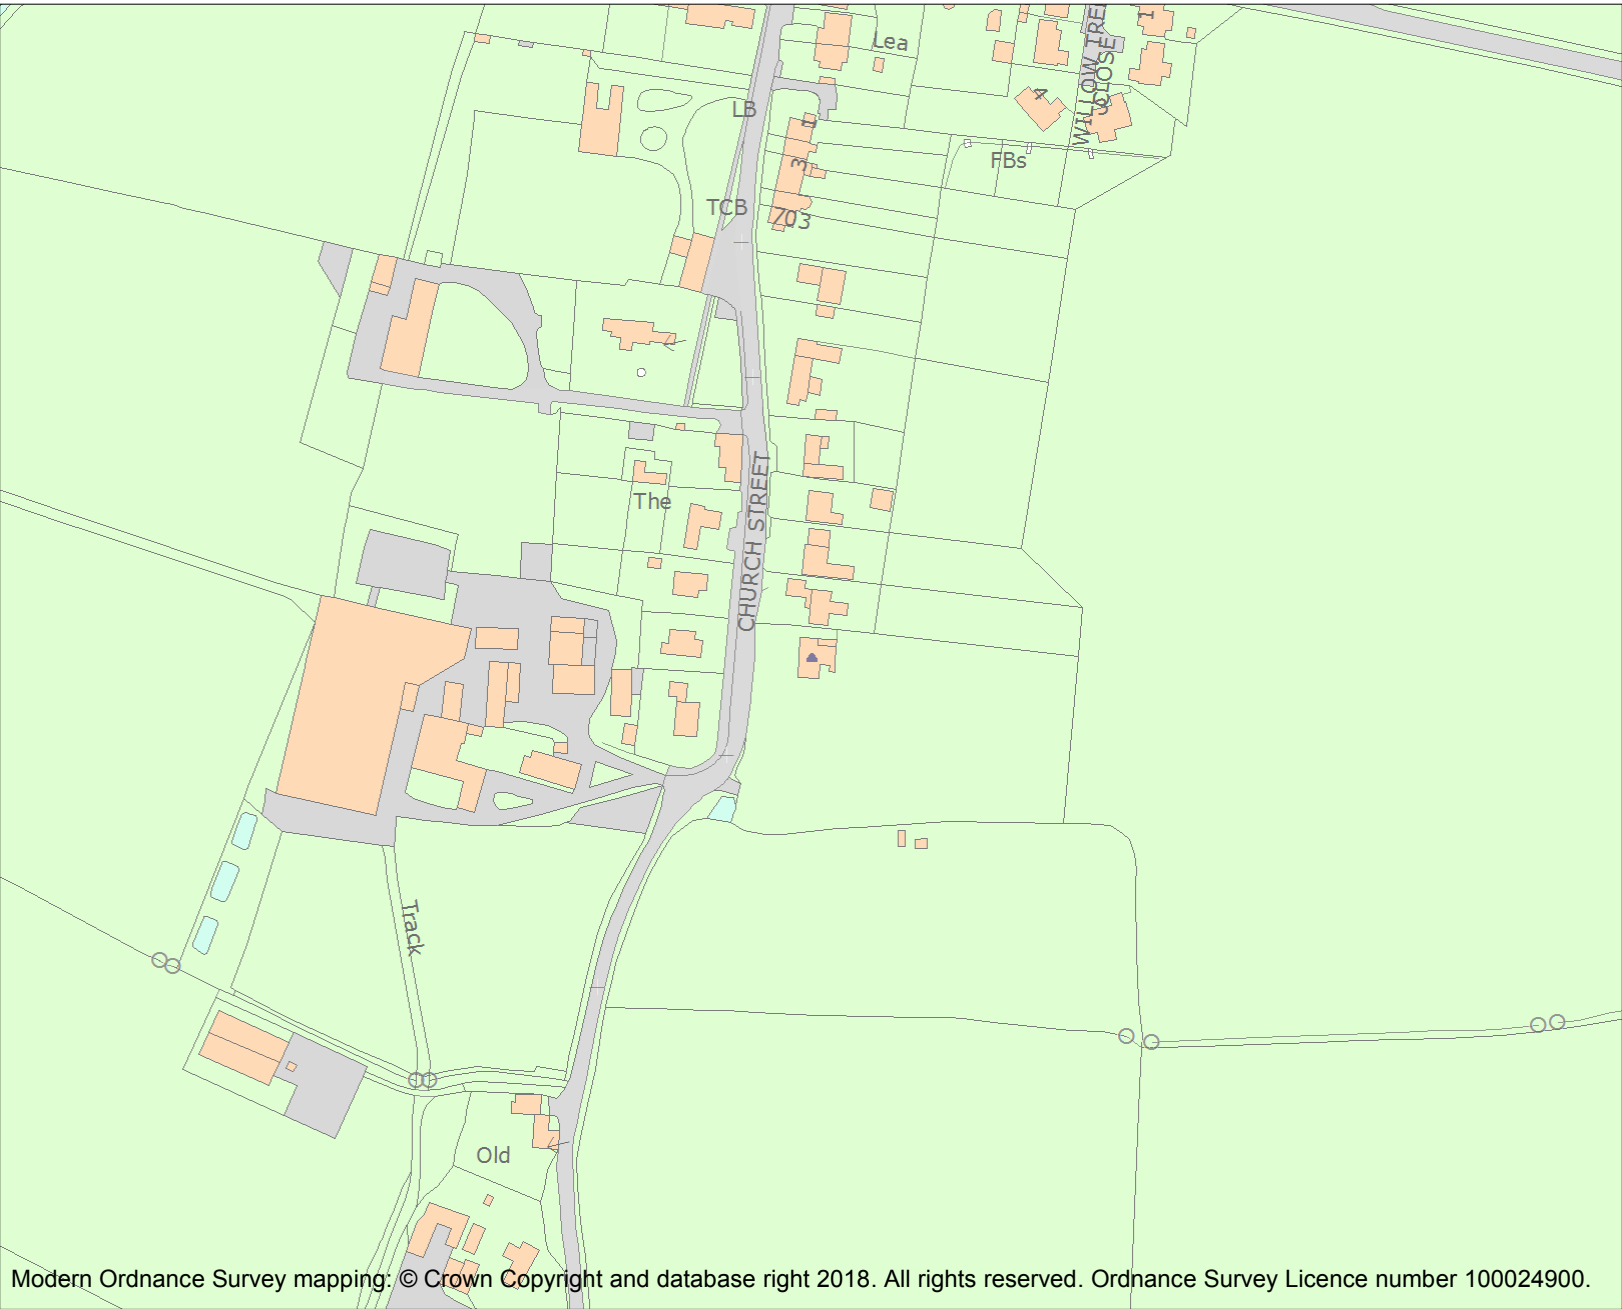 Lea
1
WILLOW TREE
CLOSE
4
LB
1
3
FBs
TCB
The
CHURCH STREET
Track
Old
Modern Ordnance Survey mapping: © Crown Copyright and database right 2018. All rights reserved. Ordnance Survey Licence number 100024900.